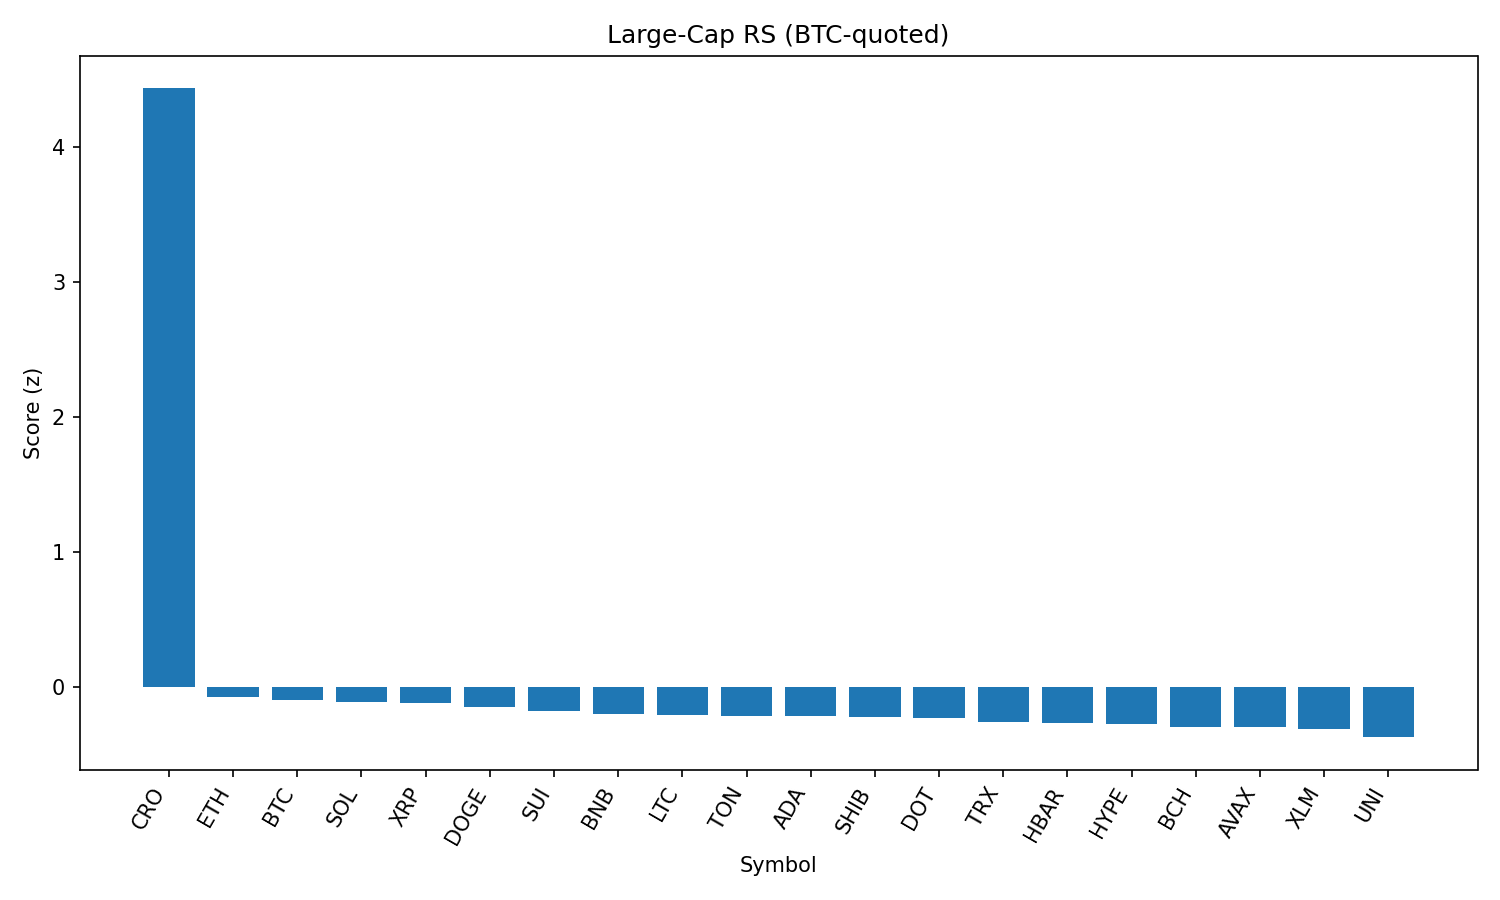 Large-Cap RS (BTC-quoted)
Score (z)
4
3
2
1
0
CRO
ETH
BTC
SOL
XRP
DOGE
SUI
BNB
LTC
TON
ADA
SHIB
DOT
TRX
HBAR
HYPE
BCH
AVAX
XLM
UNI
Symbol